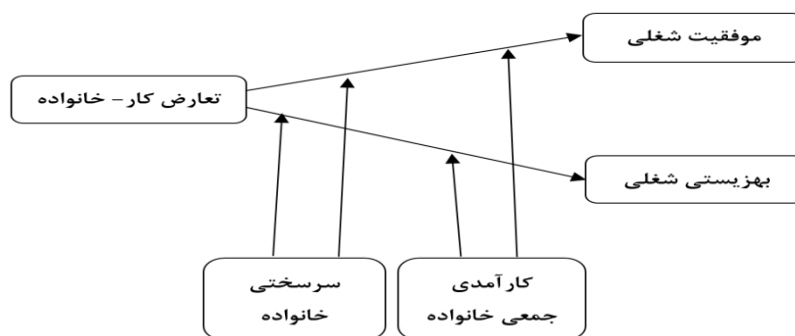 موفقیت شغلی
تعارض کار- خانواده
بهزیستی شغلی
کارآمدی
جمعی خانواده
سرسختی
خانواده